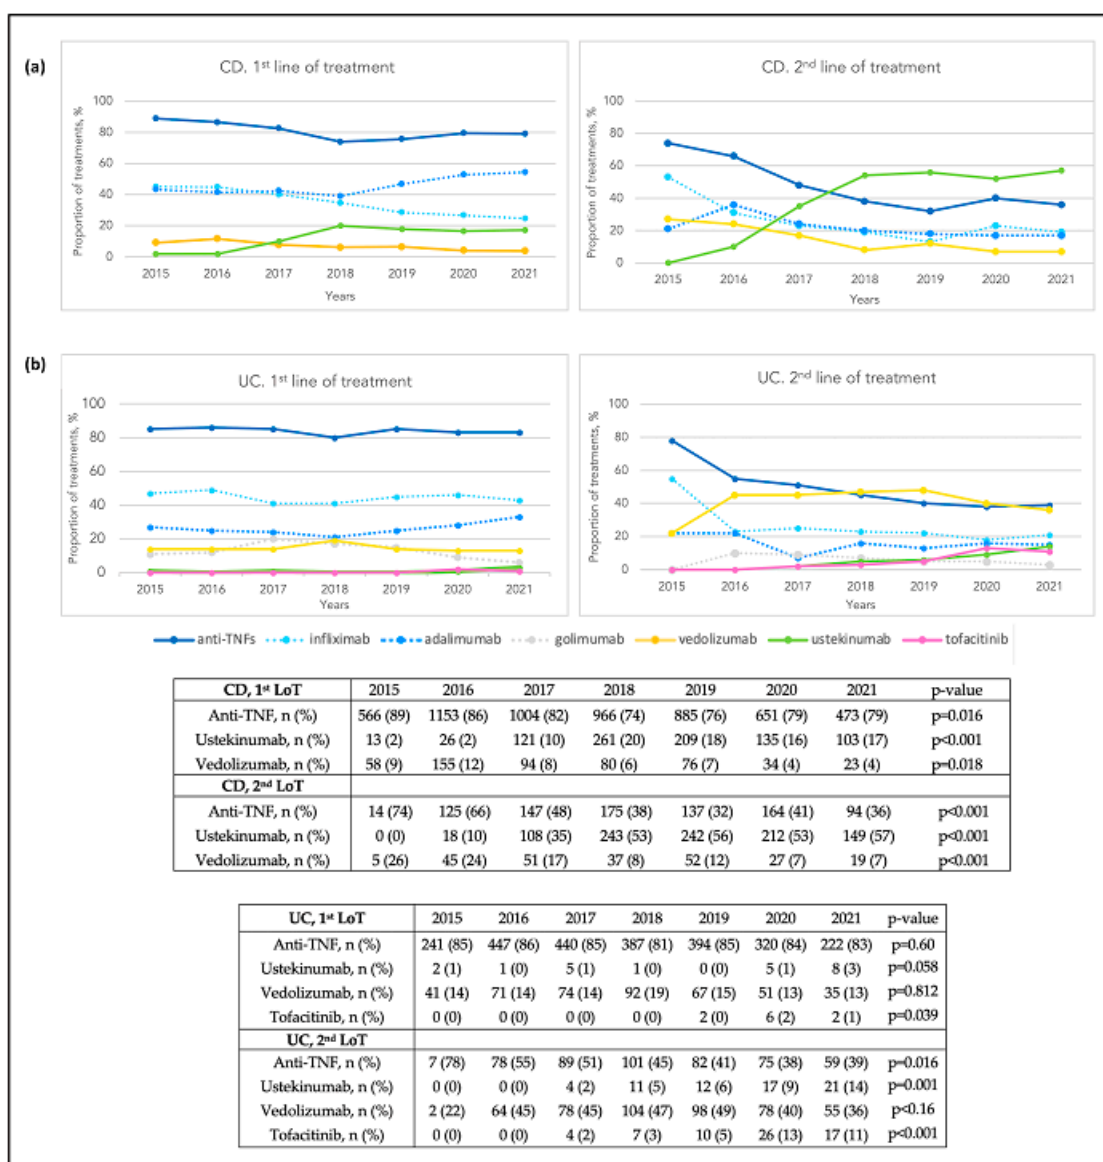 (a)
CD. 1st line of treatment
Proportion of treatments, %
100
80
60
40
20
0
2015 2016 2017 2018 2019 2020 2021
Years
CD. 2nd line of treatment
Proportion of treatments, %
100
80
60
40
20
0
2015 2016 2017 2018 2019 2020 2021
Years
(b)
UC. 1st line of treatment
Proportion of treatments, %
100
80
60
40
20
0
2015 2016 2017 2018 2019 2020 2021
Years
UC. 2nd line of treatment
Proportion of treatments, %
100
80
60
40
20
0
2015 2016 2017 2018 2019 2020 2021
Years
anti-TNFs infliximab adalimumab golimumab vedolizumab ustekinumab tofacitinib
CD, 1st LoT 2015 2016 2017 2018 2019 2020 2021 p-value
Anti-TNF, n (%) 566 (89) 1153 (86) 1004 (82) 966 (74) 885 (76) 651 (79) 473 (79) p=0.016
Ustekinumab, n (%) 13 (2) 26 (2) 121 (10) 261 (20) 209 (18) 135 (16) 103 (17) p<0.001
Vedolizumab, n (%) 58 (9) 155 (12) 94 (8) 80 (6) 76 (7) 34 (4) 23 (4) p=0.018
CD, 2nd LoT
Anti-TNF, n (%) 14 (74) 125 (66) 147 (48) 175 (38) 137 (32) 164 (41) 94 (36) p<0.001
Ustekinumab, n (%) 0 (0) 18 (10) 108 (35) 243 (53) 242 (56) 212 (53) 149 (57) p<0.001
Vedolizumab, n (%) 5 (26) 45 (24) 51 (17) 37 (8) 52 (12) 27 (7) 19 (7) p<0.001
UC, 1st LoT 2015 2016 2017 2018 2019 2020 2021 p-value
Anti-TNF, n (%) 241 (85) 447 (86) 440 (85) 387 (81) 394 (85) 320 (84) 222 (83) p=0.60
Ustekinumab, n (%) 2 (1) 1 (0) 5 (1) 1 (0) 0 (0) 5 (1) 8 (3) p=0.058
Vedolizumab, n (%) 41 (14) 71 (14) 74 (14) 92 (19) 67 (15) 51 (13) 35 (13) p=0.812
Tofacitinib, n (%) 0 (0) 0 (0) 0 (0) 0 (0) 2 (0) 6 (2) 2 (1) p=0.039
UC, 2nd LoT
Anti-TNF, n (%) 7 (78) 78 (55) 89 (51) 101 (45) 82 (41) 75 (38) 59 (39) p=0.016
Ustekinumab, n (%) 0 (0) 0 (0) 4 (2) 11 (5) 12 (6) 17 (9) 21 (14) p=0.001
Vedolizumab, n (%) 2 (22) 64 (45) 78 (45) 104 (47) 98 (49) 78 (40) 55 (36) p<0.16
Tofacitinib, n (%) 0 (0) 0 (0) 4 (2) 7 (3) 10 (5) 26 (13) 17 (11) p<0.001